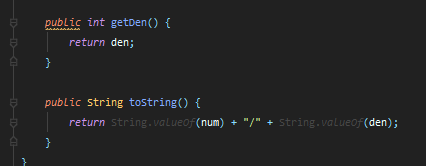 public int getDen() {
return den;
}
public String toString() {
return String.valueOf(num) + "/" + String.valueOf(den);
}
}